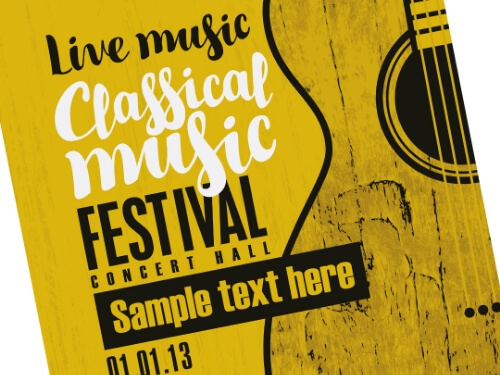 Live music
Classical
music
FESTIVAL
CONCERT HALL
Sample text here
01.01.13